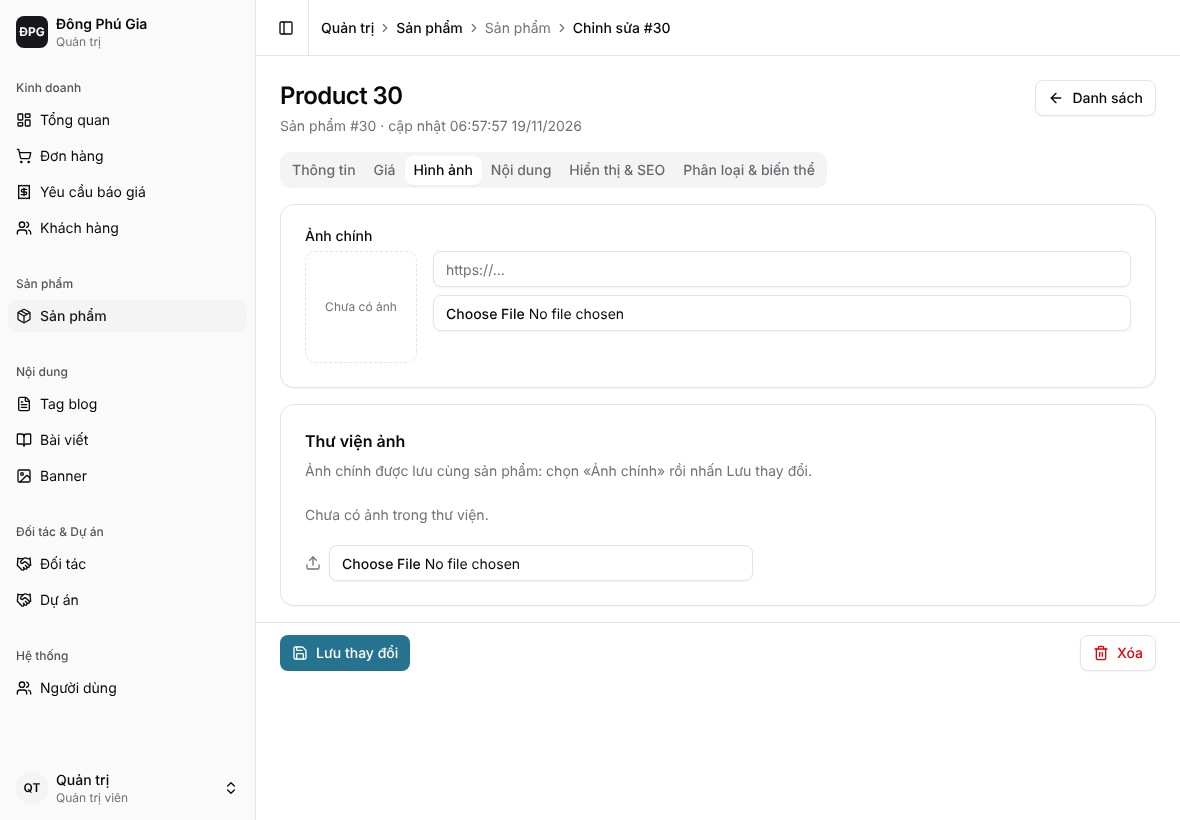 ĐPG
Đông Phú Gia
Quản trị
Kinh doanh
Tổng quan
Đơn hàng
Yêu cầu báo giá
Khách hàng
Sản phẩm
Sản phẩm
Nội dung
Tag blog
Bài viết
Banner
Đối tác & Dự án
Đối tác
Dự án
Hệ thống
Người dùng
QT
Quản trị
Quản trị viên
Quản trị > Sản phẩm > Sản phẩm > Chỉnh sửa #30
Product 30
Sản phẩm #30 · cập nhật 06:57:57 19/11/2026
Danh sách
Thông tin Giá Hình ảnh Nội dung Hiển thị & SEO Phân loại & biến thể
Ảnh chính
Chưa có ảnh
https://...
Choose File No file chosen
Thư viện ảnh
Ảnh chính được lưu cùng sản phẩm: chọn «Ảnh chính» rồi nhấn Lưu thay đổi.
Chưa có ảnh trong thư viện.
Choose File No file chosen
Lưu thay đổi
Xóa